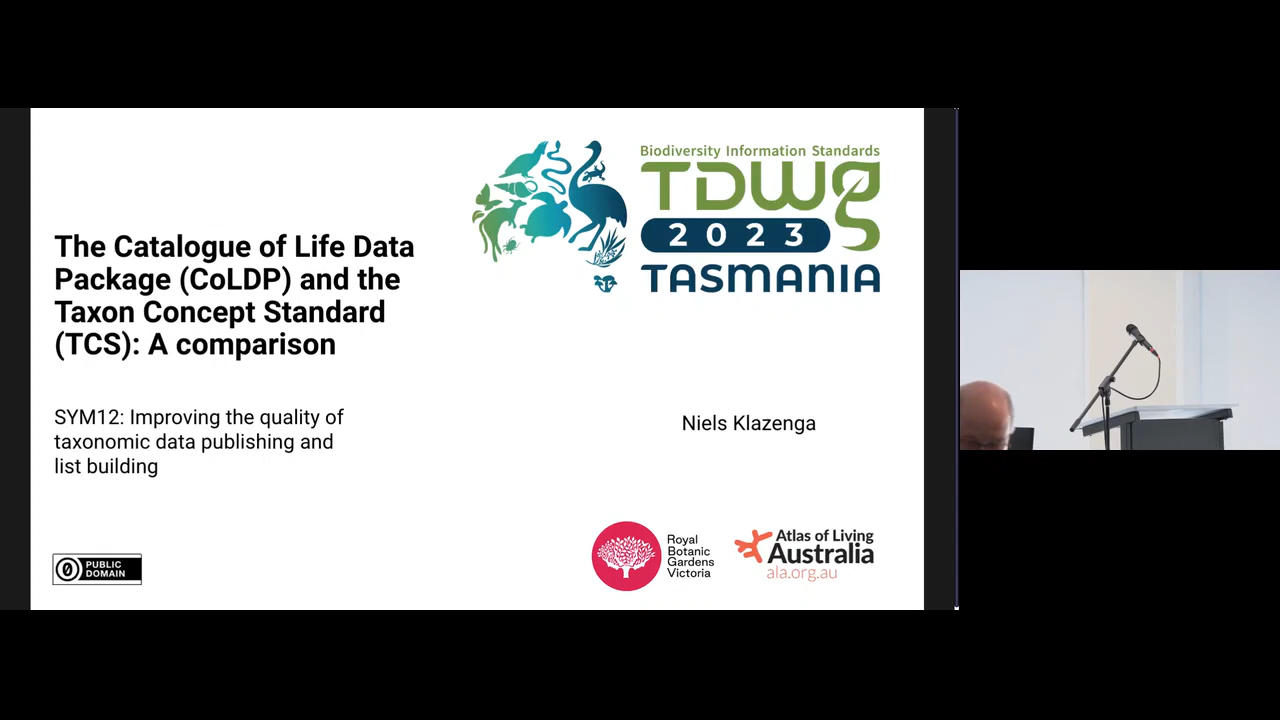 Biodiversity Information Standards
TDWG
2023
TASMANIA
The Catalogue of Life Data
Package (CoLDP) and the
Taxon Concept Standard
(TCS): A comparison
SYM12: Improving the quality of
taxonomic data publishing and
list building
Niels Klazenga
0 PUBLIC
DOMAIN
Royal
Botanic
Gardens
Victoria
Atlas of Living
Australia
ala.org.au